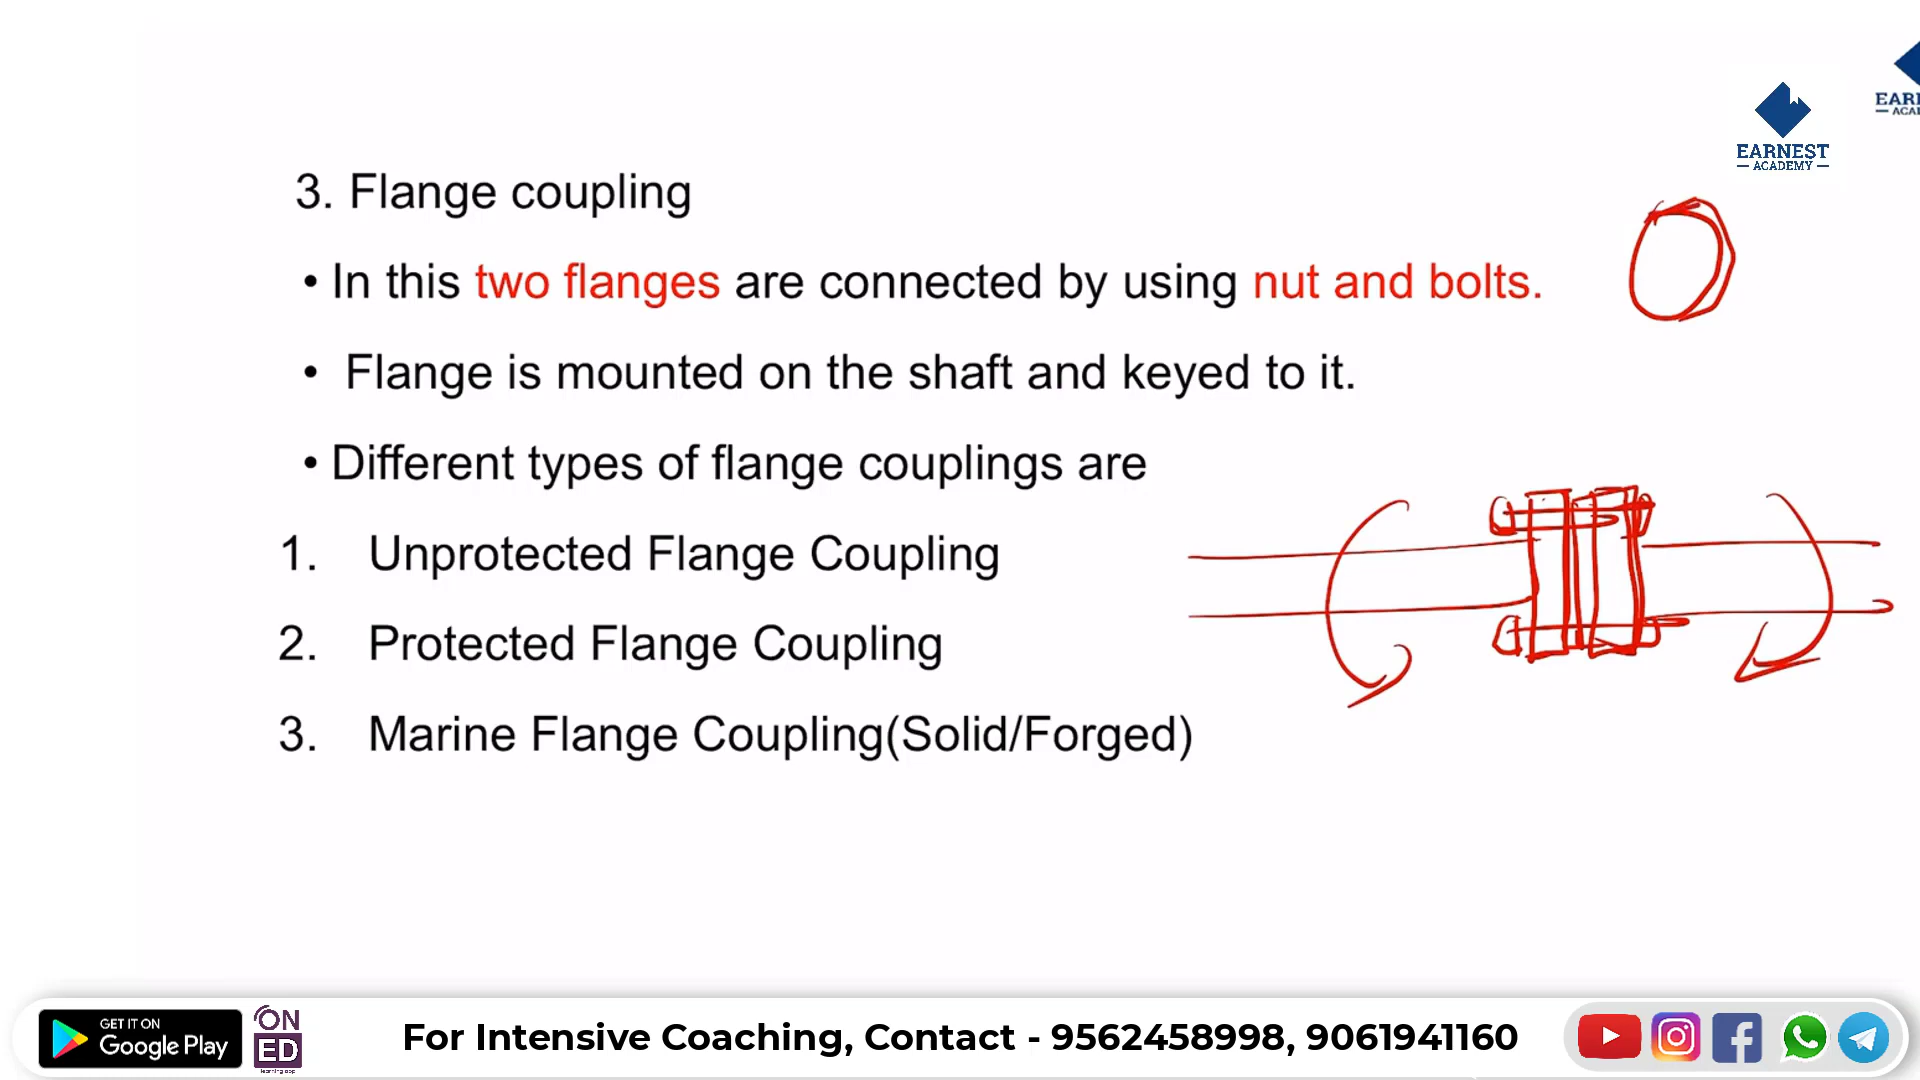 EARNEST
ACADEMY
3. Flange coupling
• In this two flanges are connected by using nut and bolts.
• Flange is mounted on the shaft and keyed to it.
• Different types of flange couplings are
1. Unprotected Flange Coupling
2. Protected Flange Coupling
3. Marine Flange Coupling(Solid/Forged)
GET IT ON
Google Play
ON
ED
learning app
For Intensive Coaching, Contact - 9562458998, 9061941160